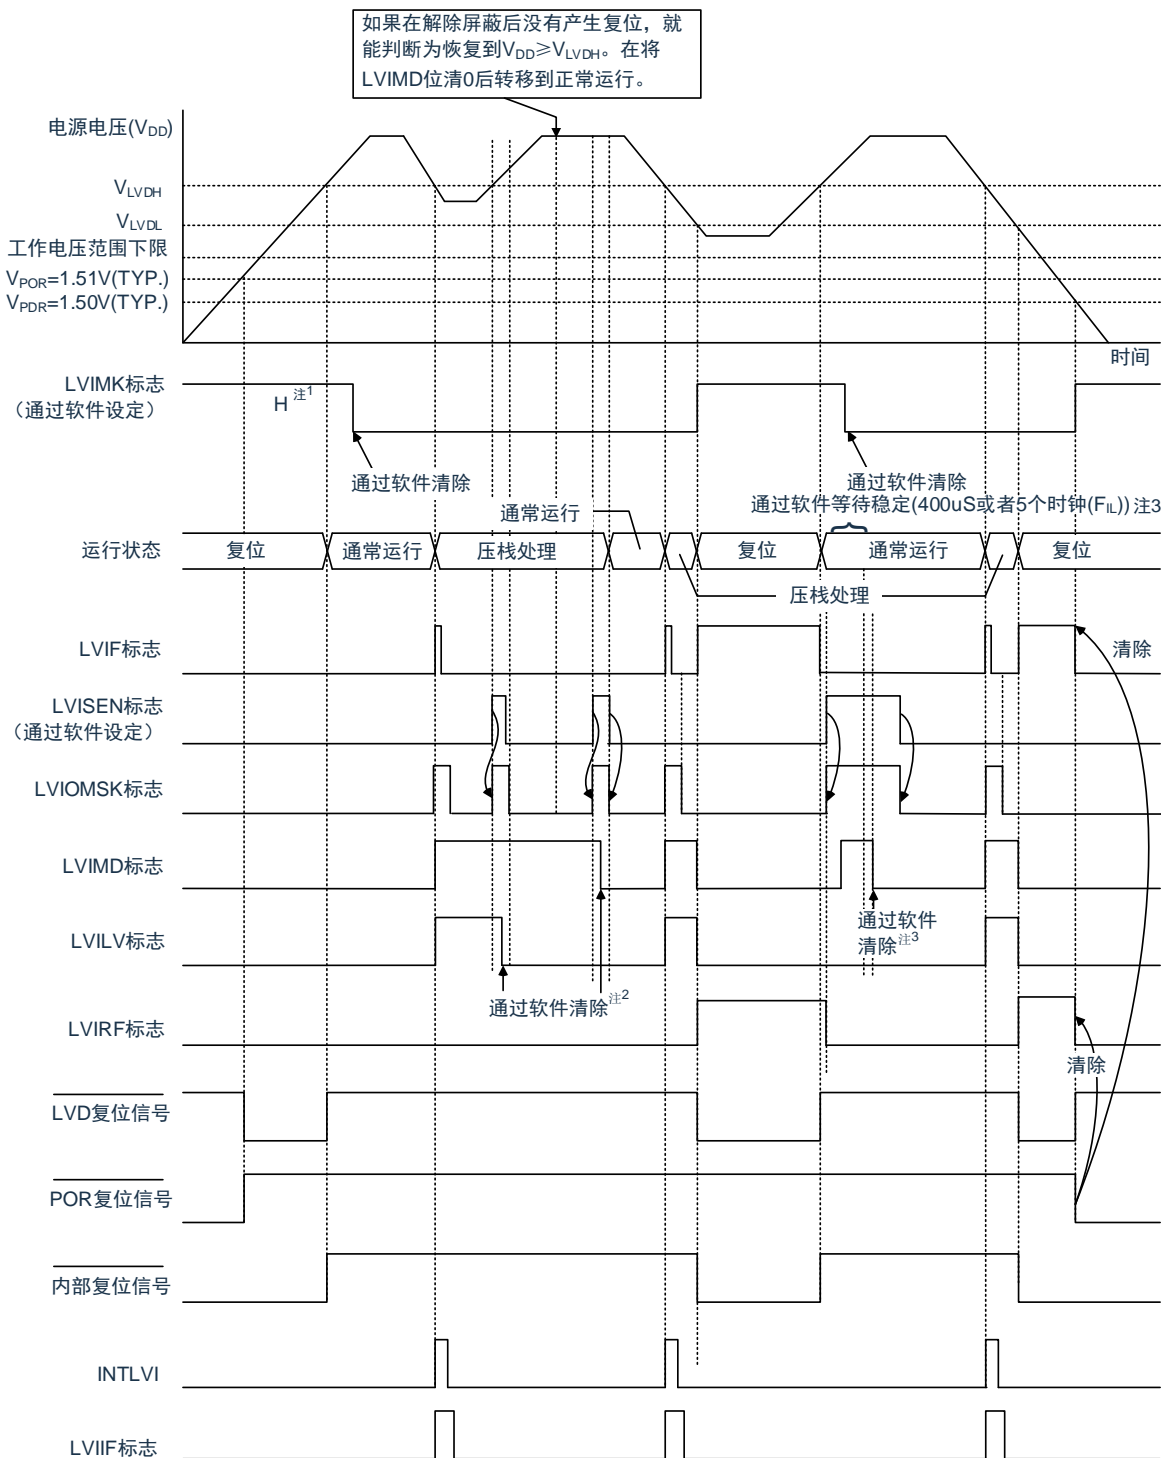 如果在解除屏蔽后没有产生复位，就
能判断为恢复到VDD≥VLVDH。在将
LVIMD位清0后转移到正常运行。
电源电压(VDD)
VLVDH
VLVDL
工作电压范围下限
VPOR=1.51V(TYP.)
VPDR=1.50V(TYP.)
时间
LVIMK标志
（通过软件设定）
H 注1
通过软件清除
通过软件清除
通过软件等待稳定(400uS或者5个时钟(FIL)) 注3
通常运行
运行状态
复位
通常运行
压栈处理
复位
通常运行
复位
压栈处理
LVIF标志
清除
LVISEN标志
（通过软件设定）
LVIOMSK标志
LVIMD标志
通过软件
清除注3
LVILV标志
通过软件清除注2
LVIRF标志
清除
LVD复位信号
POR复位信号
内部复位信号
INTLVI
LVIIF标志